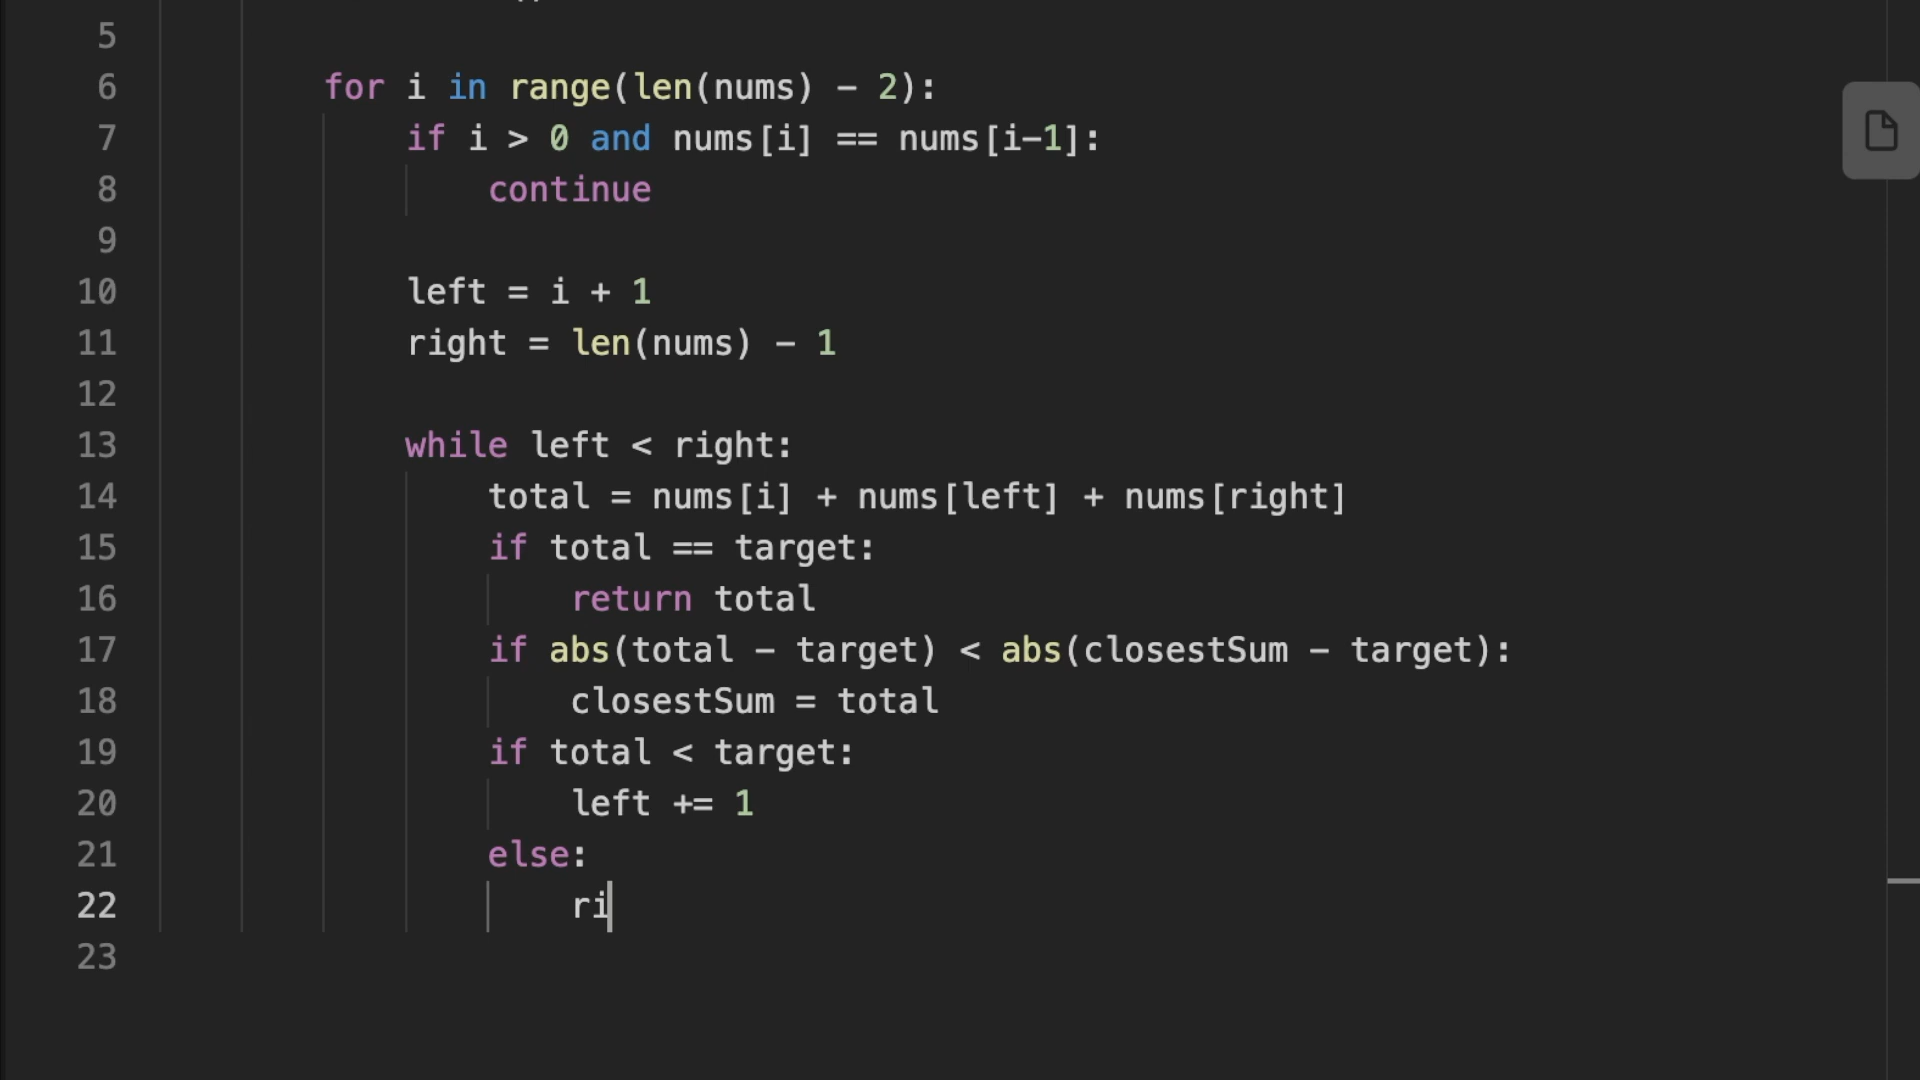 5
6 for i in range(len(nums) - 2):
7 if i > 0 and nums[i] == nums[i-1]:
8 continue
9
10 left = i + 1
11 right = len(nums) - 1
12
13 while left < right:
14 total = nums[i] + nums[left] + nums[right]
15 if total == target:
16 return total
17 if abs(total - target) < abs(closestSum - target):
18 closestSum = total
19 if total < target:
20 left += 1
21 else:
22 ri
23